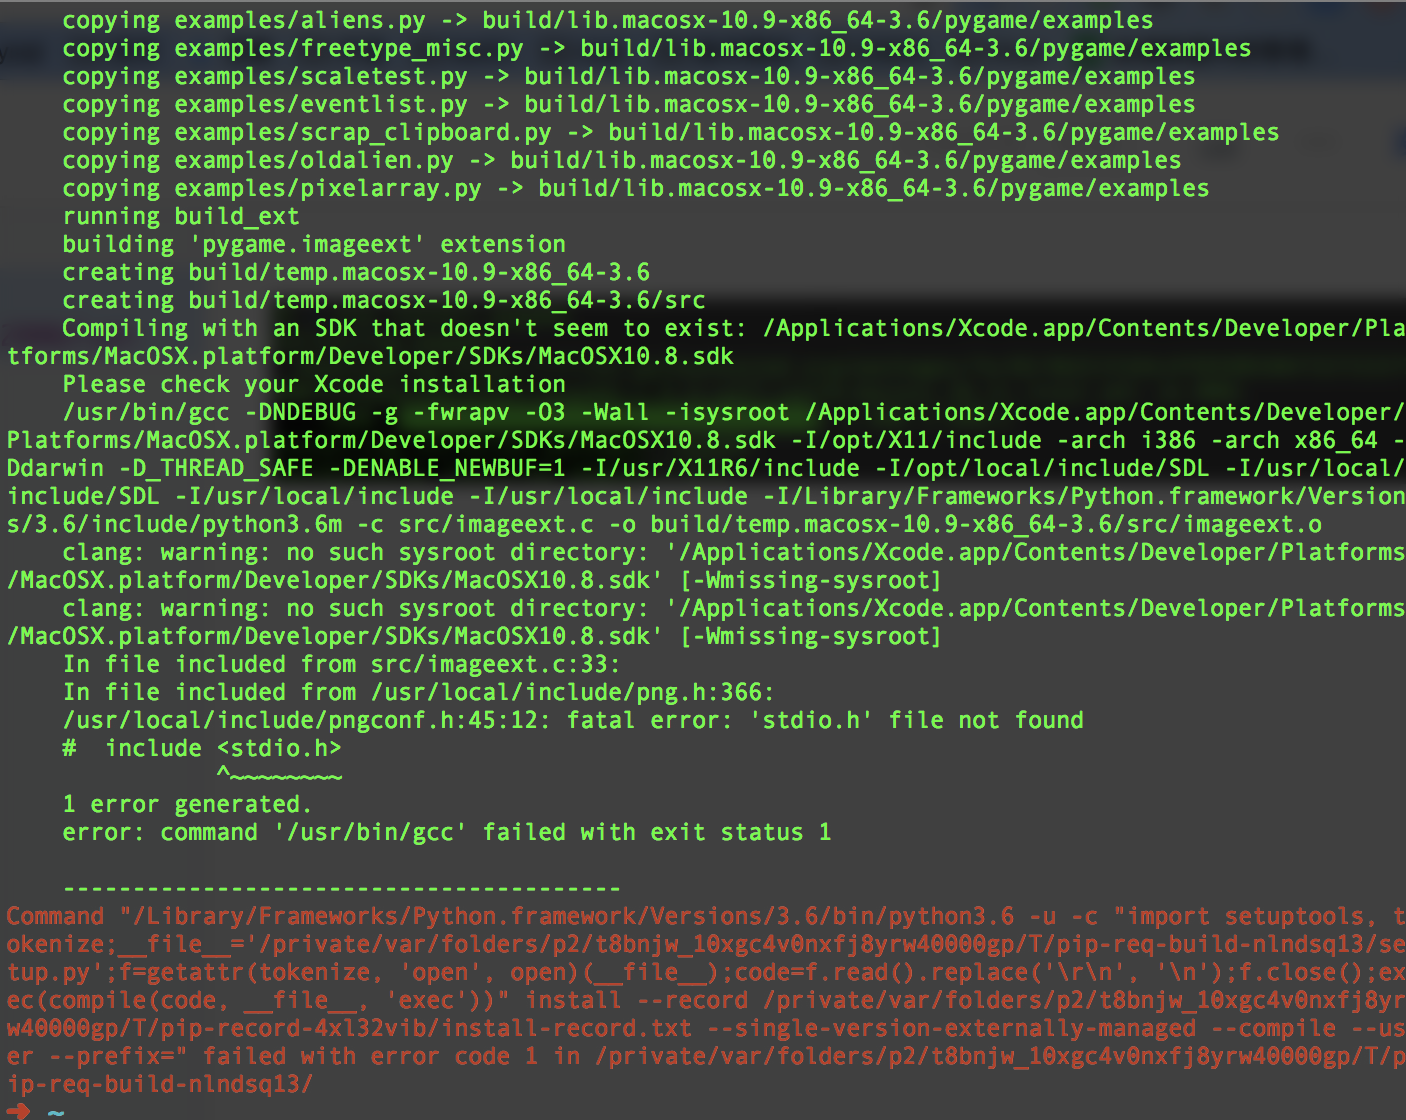 copying examples/aliens.py -> build/lib.macosx-10.9-x86_64-3.6/pygame/examples
copying examples/freetype_misc.py -> build/lib.macosx-10.9-x86_64-3.6/pygame/examples
copying examples/scaletest.py -> build/lib.macosx-10.9-x86_64-3.6/pygame/examples
copying examples/eventlist.py -> build/lib.macosx-10.9-x86_64-3.6/pygame/examples
copying examples/scrap_clipboard.py -> build/lib.macosx-10.9-x86_64-3.6/pygame/examples
copying examples/oldalien.py -> build/lib.macosx-10.9-x86_64-3.6/pygame/examples
copying examples/pixelarray.py -> build/lib.macosx-10.9-x86_64-3.6/pygame/examples
running build_ext
building 'pygame.imageext' extension
creating build/temp.macosx-10.9-x86_64-3.6
creating build/temp.macosx-10.9-x86_64-3.6/src
Compiling with an SDK that doesn't seem to exist: /Applications/Xcode.app/Contents/Developer/Pla
tforms/MacOSX.platform/Developer/SDKs/MacOSX10.8.sdk
Please check your Xcode installation
/usr/bin/gcc -DNDEBUG -g -fwrapv -O3 -Wall -isysroot /Applications/Xcode.app/Contents/Developer/
Platforms/MacOSX.platform/Developer/SDKs/MacOSX10.8.sdk -I/opt/X11/include -arch i386 -arch x86_64 -
Ddarwin -D_THREAD_SAFE -DENABLE_NEWBUF=1 -I/usr/X11R6/include -I/opt/local/include/SDL -I/usr/local/
include/SDL -I/usr/local/include -I/usr/local/include -I/Library/Frameworks/Python.framework/Version
s/3.6/include/python3.6m -c src/imageext.c -o build/temp.macosx-10.9-x86_64-3.6/src/imageext.o
clang: warning: no such sysroot directory: '/Applications/Xcode.app/Contents/Developer/Platforms
/MacOSX.platform/Developer/SDKs/MacOSX10.8.sdk' [-Wmissing-sysroot]
clang: warning: no such sysroot directory: '/Applications/Xcode.app/Contents/Developer/Platforms
/MacOSX.platform/Developer/SDKs/MacOSX10.8.sdk' [-Wmissing-sysroot]
In file included from src/imageext.c:33:
In file included from /usr/local/include/png.h:366:
/usr/local/include/pngconf.h:45:12: fatal error: 'stdio.h' file not found
#  include <stdio.h>
^~~~~~~~~
1 error generated.
error: command '/usr/bin/gcc' failed with exit status 1
----------------------------------------
Command "/Library/Frameworks/Python.framework/Versions/3.6/bin/python3.6 -u -c "import setuptools, t
okenize;__file__='/private/var/folders/p2/t8bnjw_10xgc4v0nxfj8yrw40000gp/T/pip-req-build-nlndsq13/se
tup.py';f=getattr(tokenize, 'open', open)(__file__);code=f.read().replace('\r\n', '\n');f.close();ex
ec(compile(code, __file__, 'exec'))" install --record /private/var/folders/p2/t8bnjw_10xgc4v0nxfj8yr
w40000gp/T/pip-record-4xl32vib/install-record.txt --single-version-externally-managed --compile --us
er --prefix=" failed with error code 1 in /private/var/folders/p2/t8bnjw_10xgc4v0nxfj8yrw40000gp/T/p
ip-req-build-nlndsq13/
➜ ~